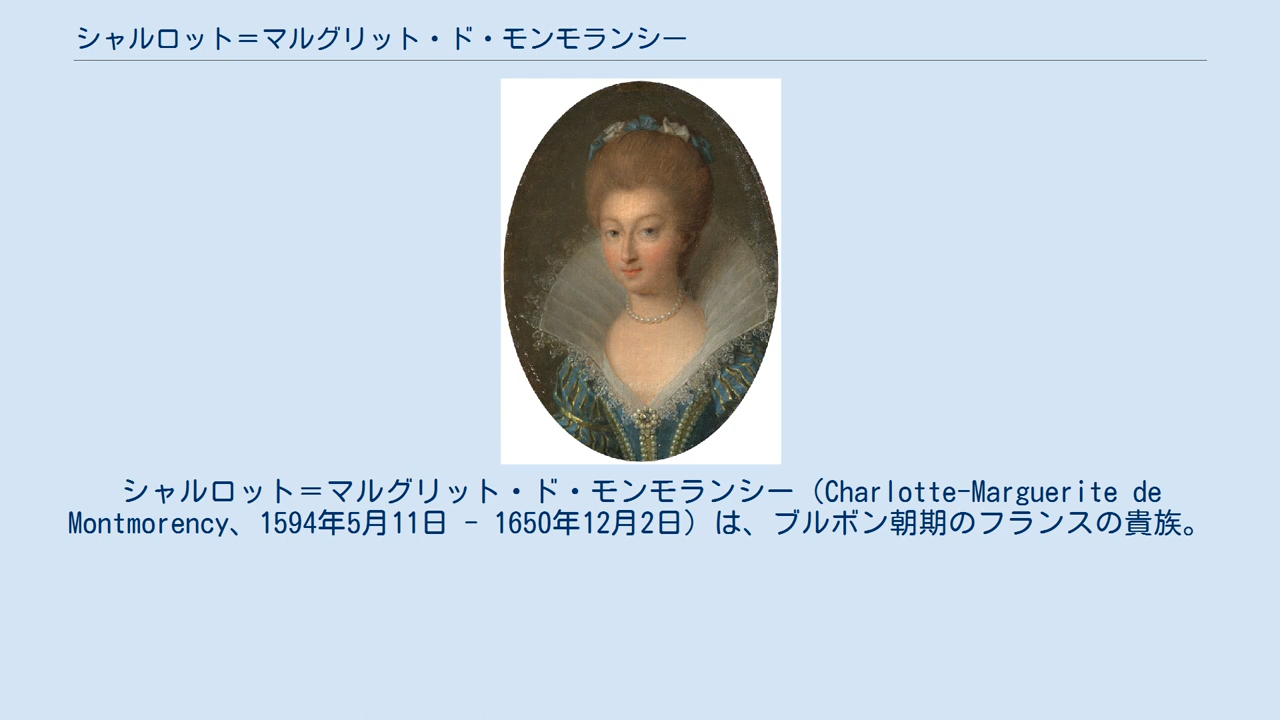 シャルロット＝マルグリット・ド・モンモランシー
シャルロット＝マルグリット・ド・モンモランシー（Charlotte-Marguerite de
Montmorency、1594年5月11日 - 1650年12月2日）は、ブルボン朝期のフランスの貴族。